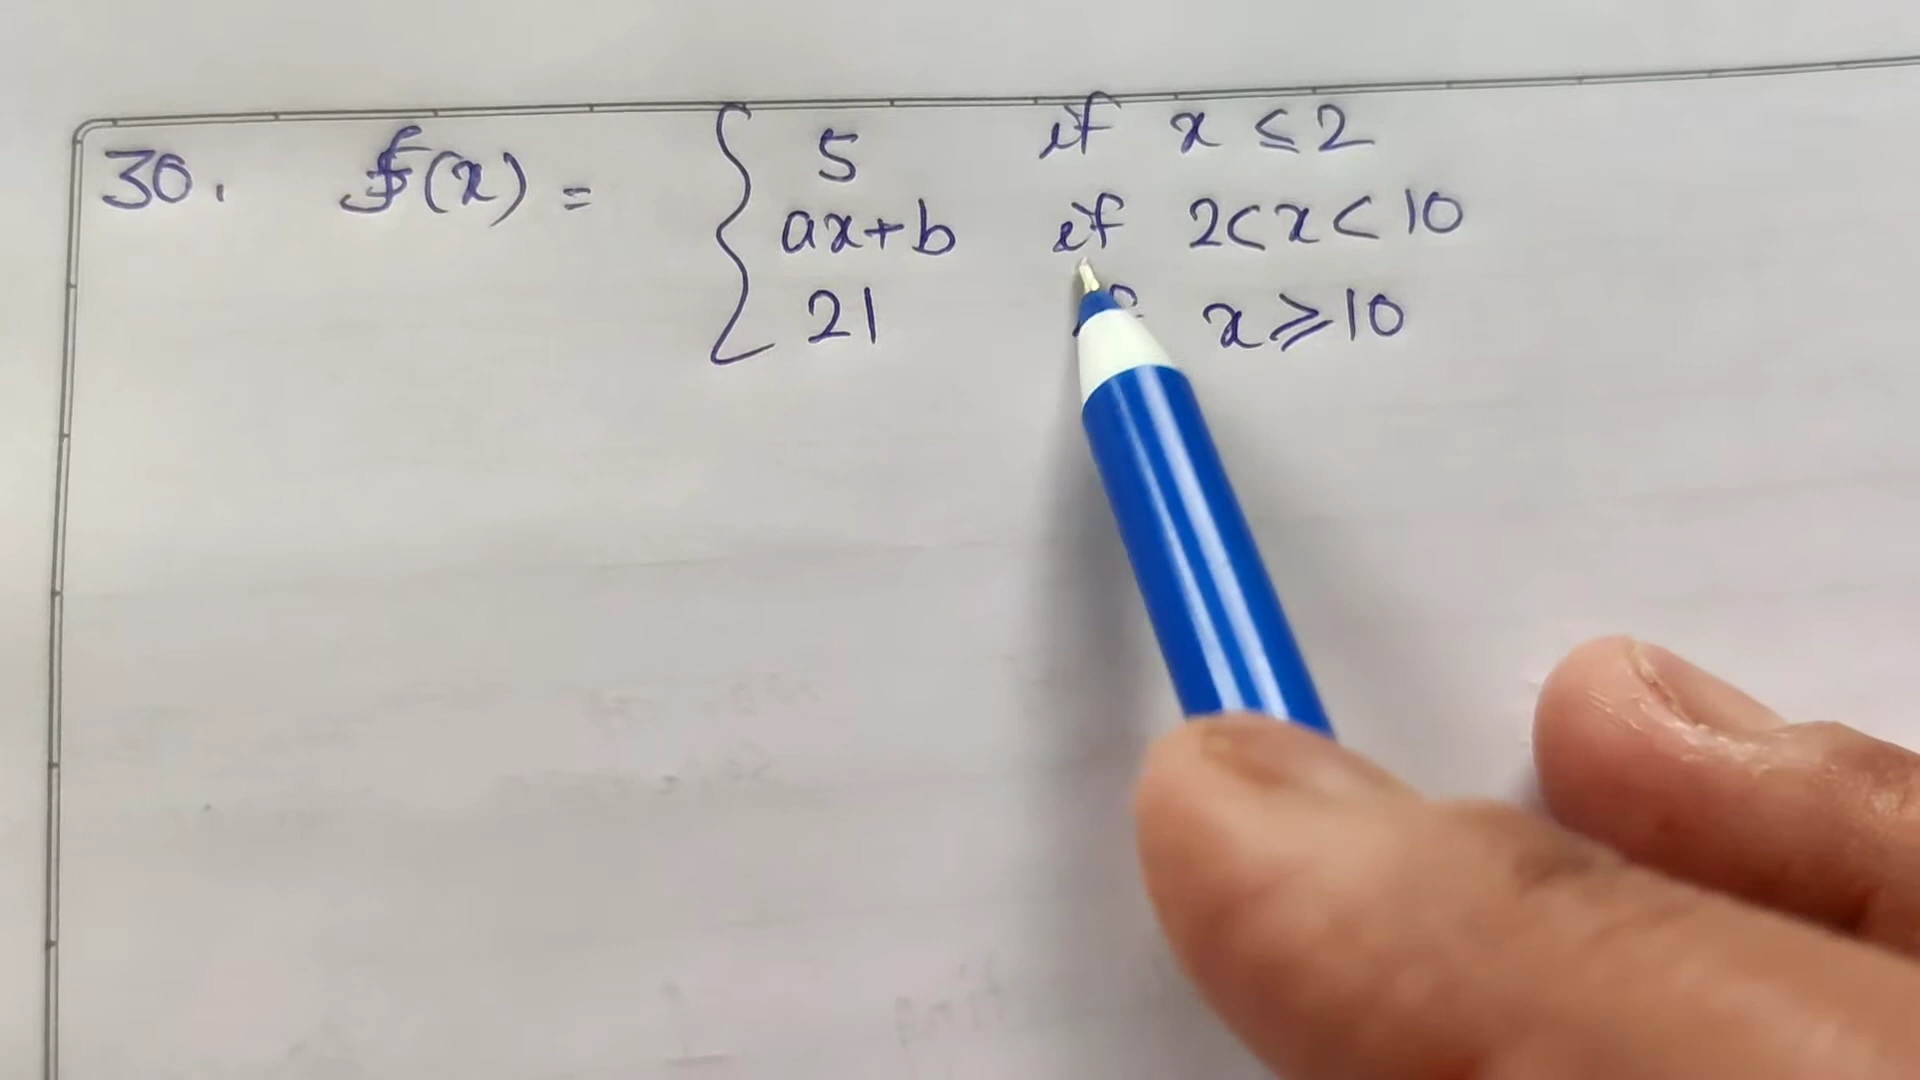 30. f(x) = { 5 if x ≤ 2
ax+b if 2<x<10
21 x ≥ 10